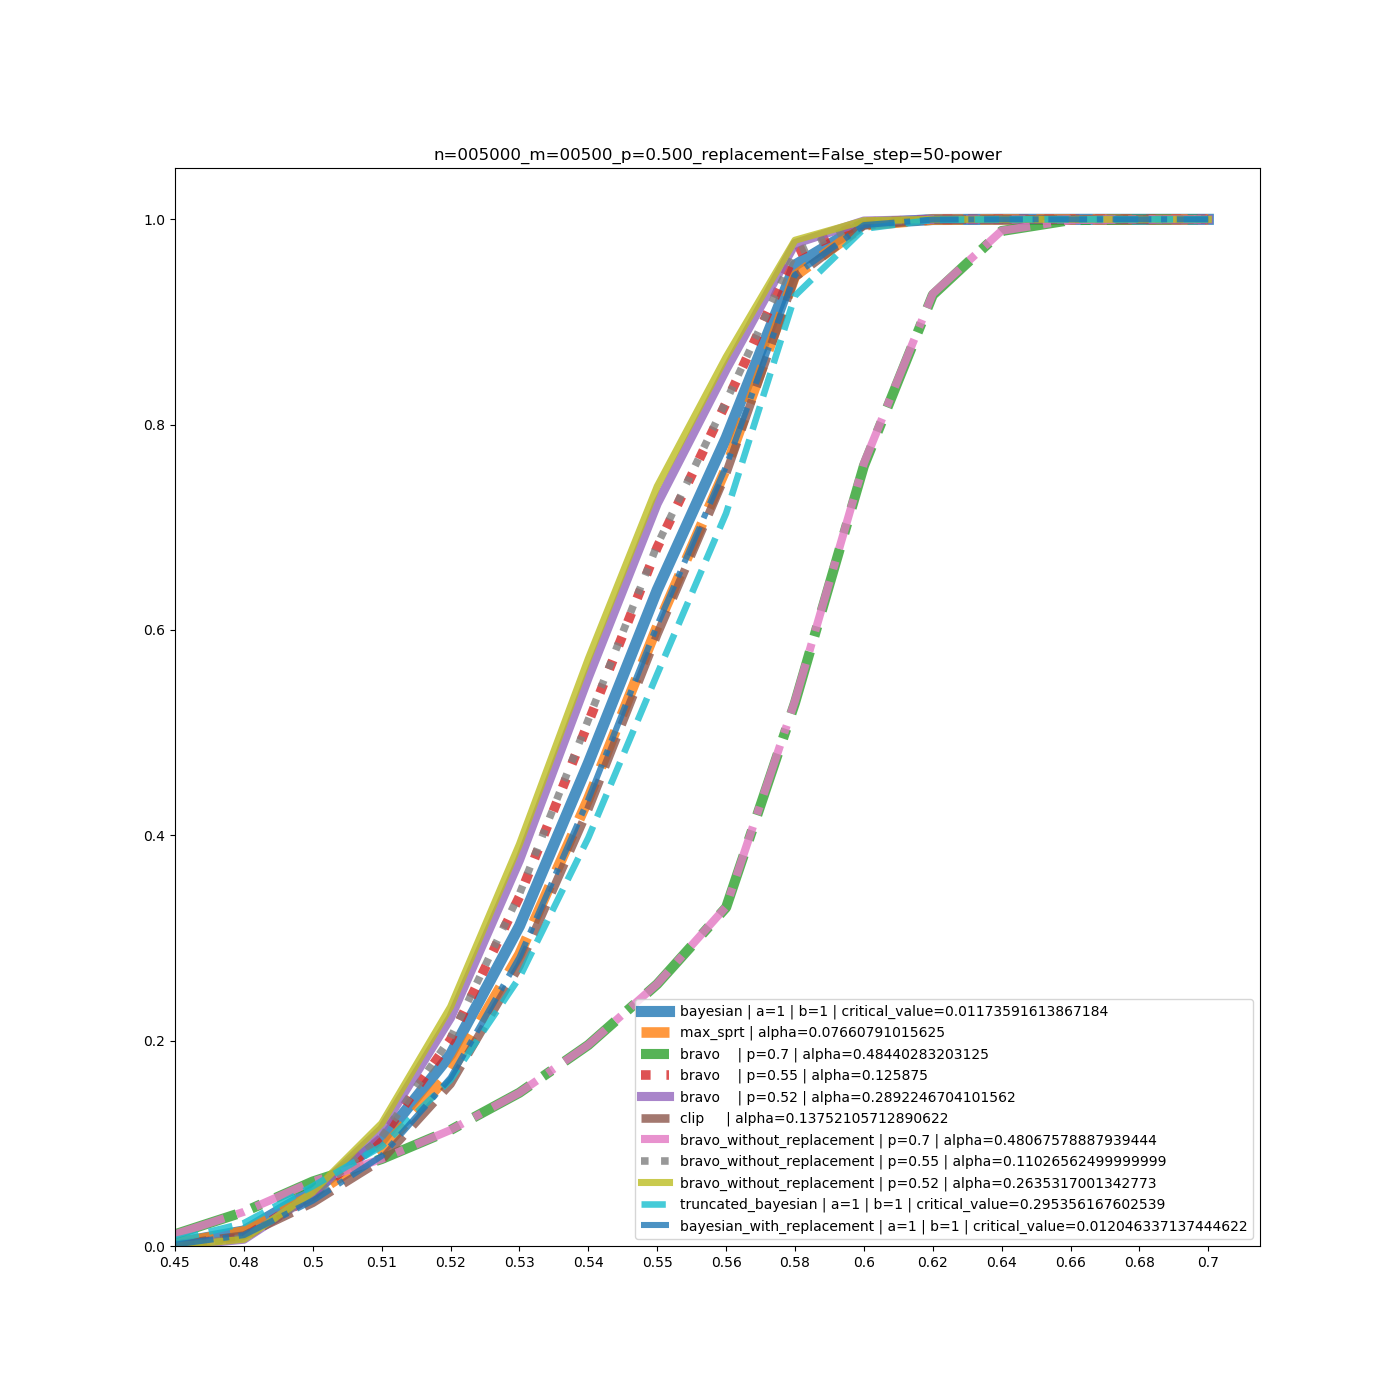 n=005000_m=00500_p=0.500_replacement=False_step=50-power
1.0
0.8
0.6
0.4
0.2
0.0
bayesian | a=1 | b=1 | critical_value=0.01173591613867184
max_sprt | alpha=0.07660791015625
bravo | p=0.7 | alpha=0.48440283203125
bravo | p=0.55 | alpha=0.125875
bravo | p=0.52 | alpha=0.2892246704101562
clip | alpha=0.13752105712890622
bravo_without_replacement | p=0.7 | alpha=0.48067578887939444
bravo_without_replacement | p=0.55 | alpha=0.11026562499999999
bravo_without_replacement | p=0.52 | alpha=0.2635317001342773
truncated_bayesian | a=1 | b=1 | critical_value=0.295356167602539
bayesian_with_replacement | a=1 | b=1 | critical_value=0.012046337137444622
0.45 0.48 0.5 0.51 0.52 0.53 0.54 0.55 0.56 0.58 0.6 0.62 0.64 0.66 0.68 0.7